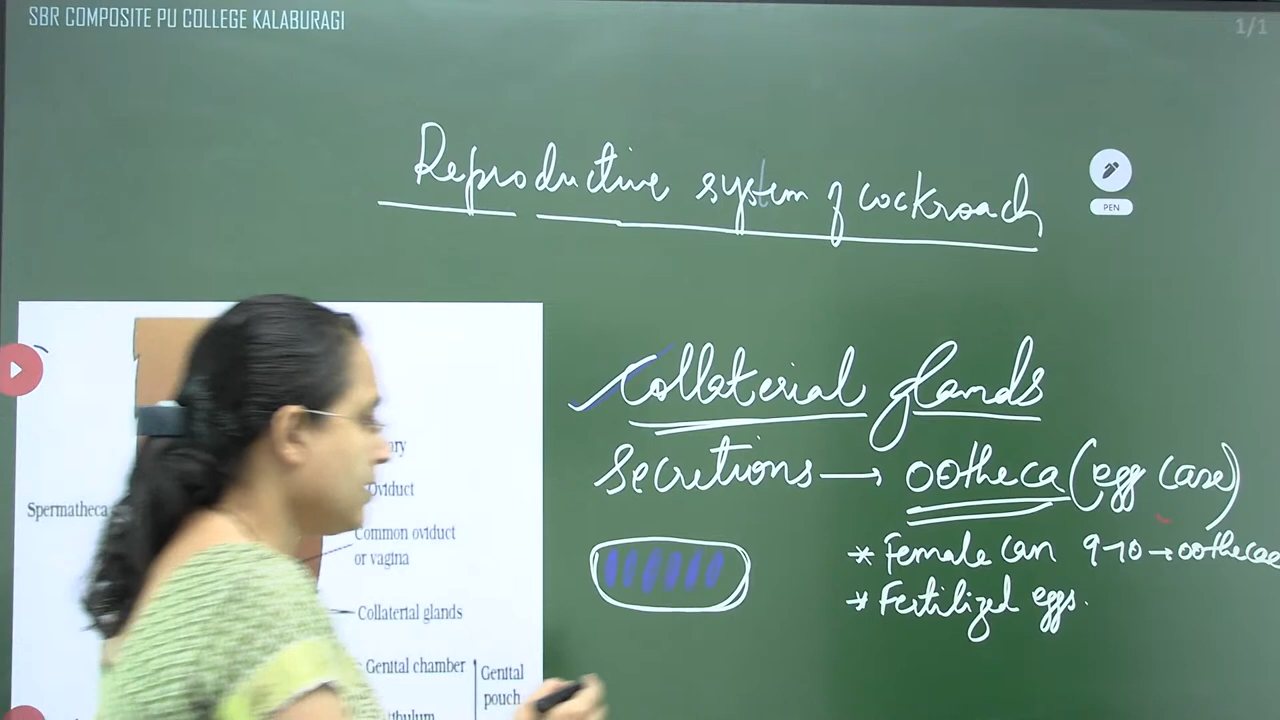 SBR COMPOSITE PU COLLEGE KALABURAGI
1/1
Reproductive system of cockroach
PEN
Collaterial glands
Secretions → ootheca (egg case)
* Female can 9-10 → oothecae
* Fertilized eggs.
Spermatheca
Oviduct
Common oviduct
or vagina
Collaterial glands
Genital chamber
Genital
pouch